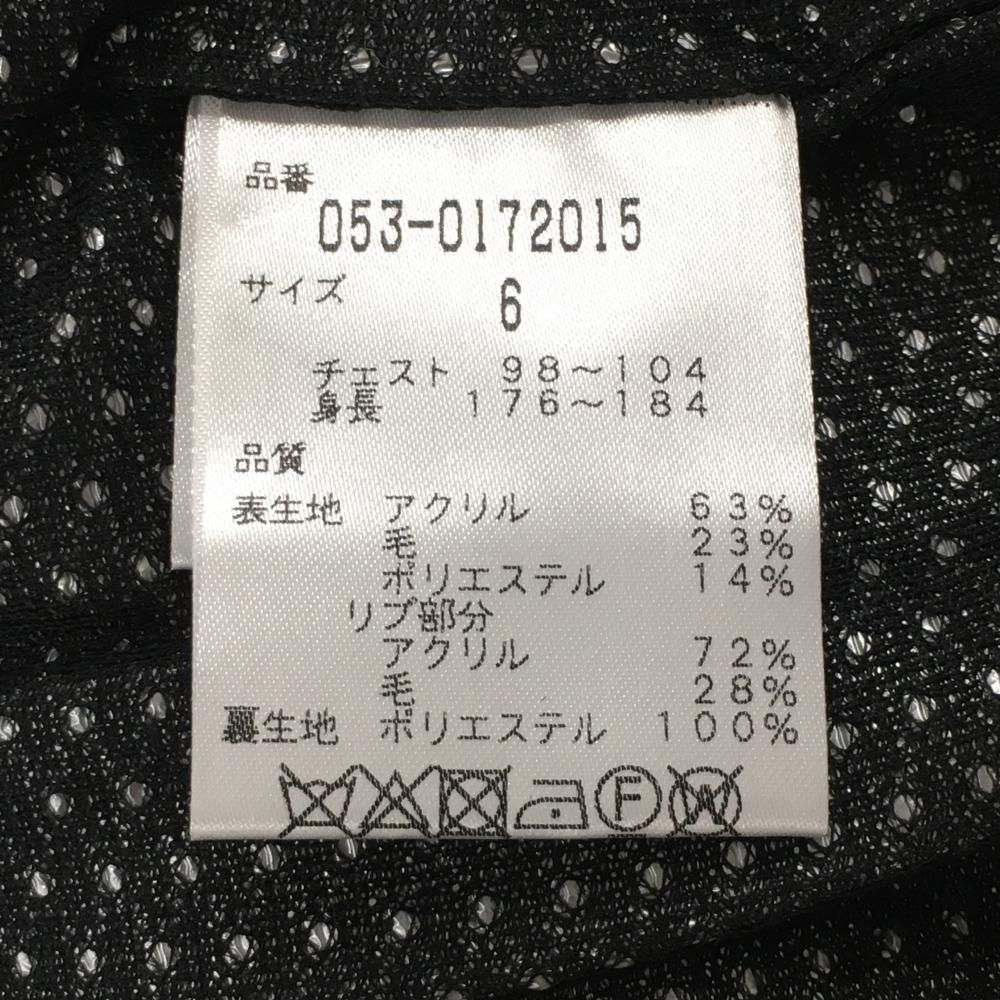 品番
053-0172015
サイズ 6
チェスト 98～104
身長 176～184
品質
表生地 アクリル 63%
毛 23%
ポリエステル 14%
リブ部分
アクリル 72%
毛 28%
裏生地 ポリエステル 100%
F W